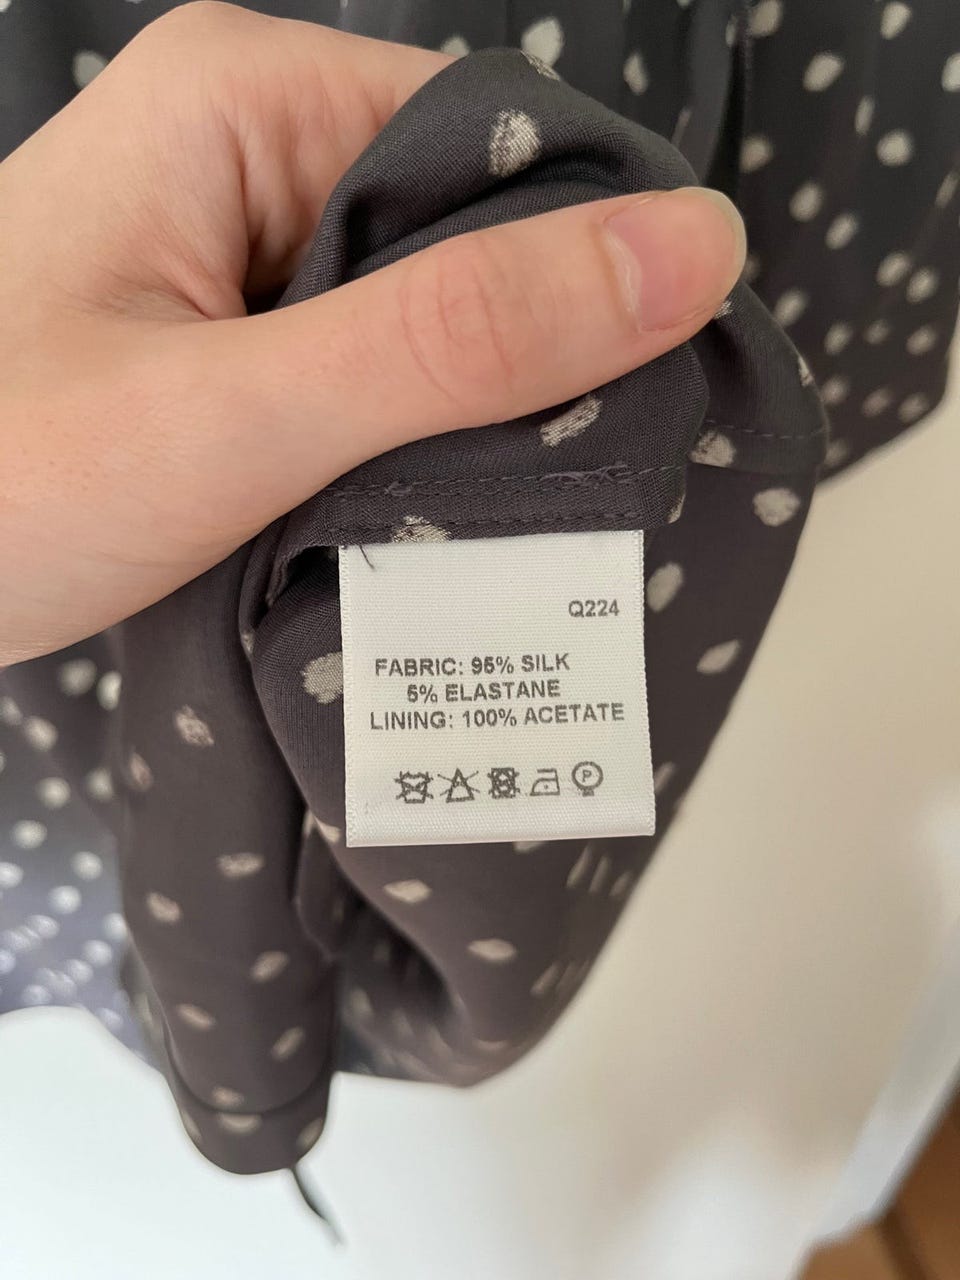 Q224
FABRIC: 95% SILK
5% ELASTANE
LINING: 100% ACETATE
P